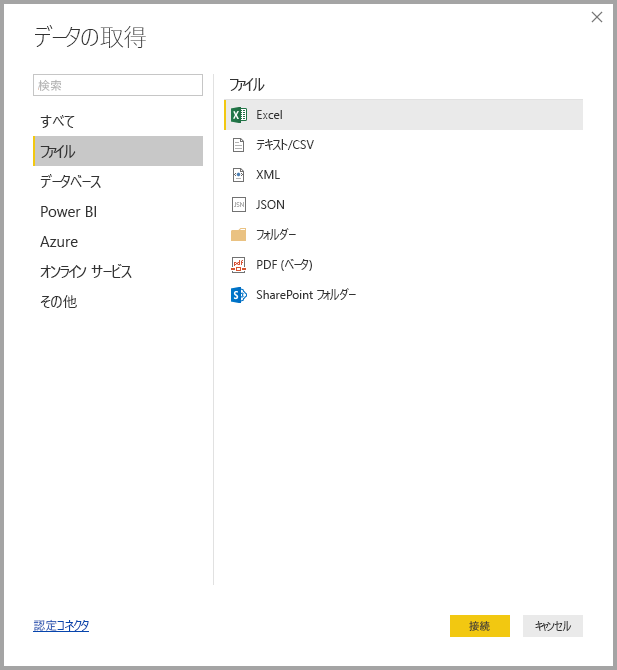 データの取得
検索
すべて
ファイル
データベース
Power BI
Azure
オンライン サービス
その他
ファイル
Excel
テキスト/CSV
XML
JSON
フォルダー
PDF (ベータ)
SharePoint フォルダー
認定コネクタ
接続
キャンセル